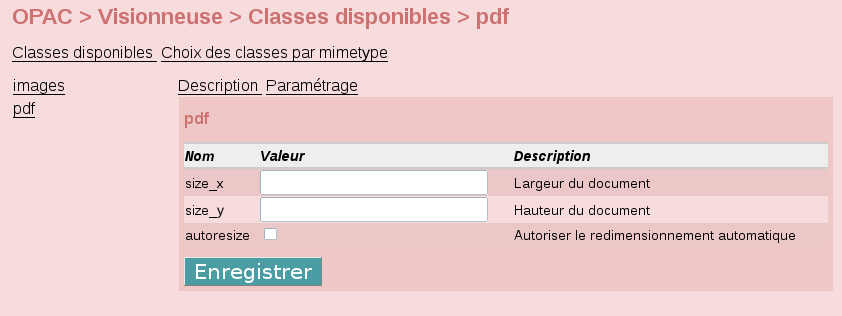 OPAC > Visionneuse > Classes disponibles > pdf
Classes disponibles Choix des classes par mimetype
images
pdf
Description Paramétrage
pdf
Nom Valeur Description
size_x Largeur du document
size_y Hauteur du document
autoresize Autoriser le redimensionnement automatique
Enregistrer